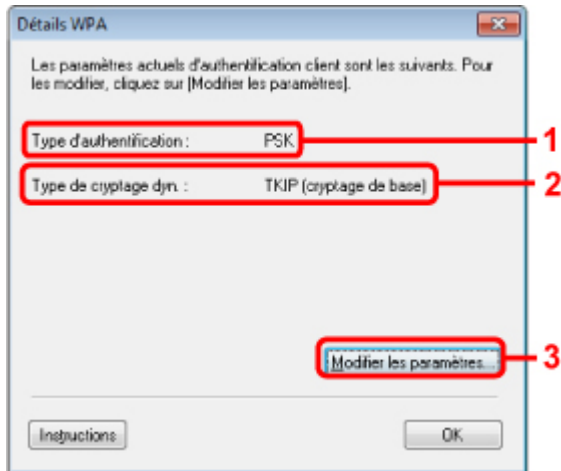 Détails WPA
Les paramètres actuels d'authentification client sont les suivants. Pour
les modifier, cliquez sur [Modifier les paramètres].
Type d'authentification : PSK 1
Type de cryptage dyn. : TKIP (cryptage de base) 2
Modifier les paramètres... 3
Instructions OK